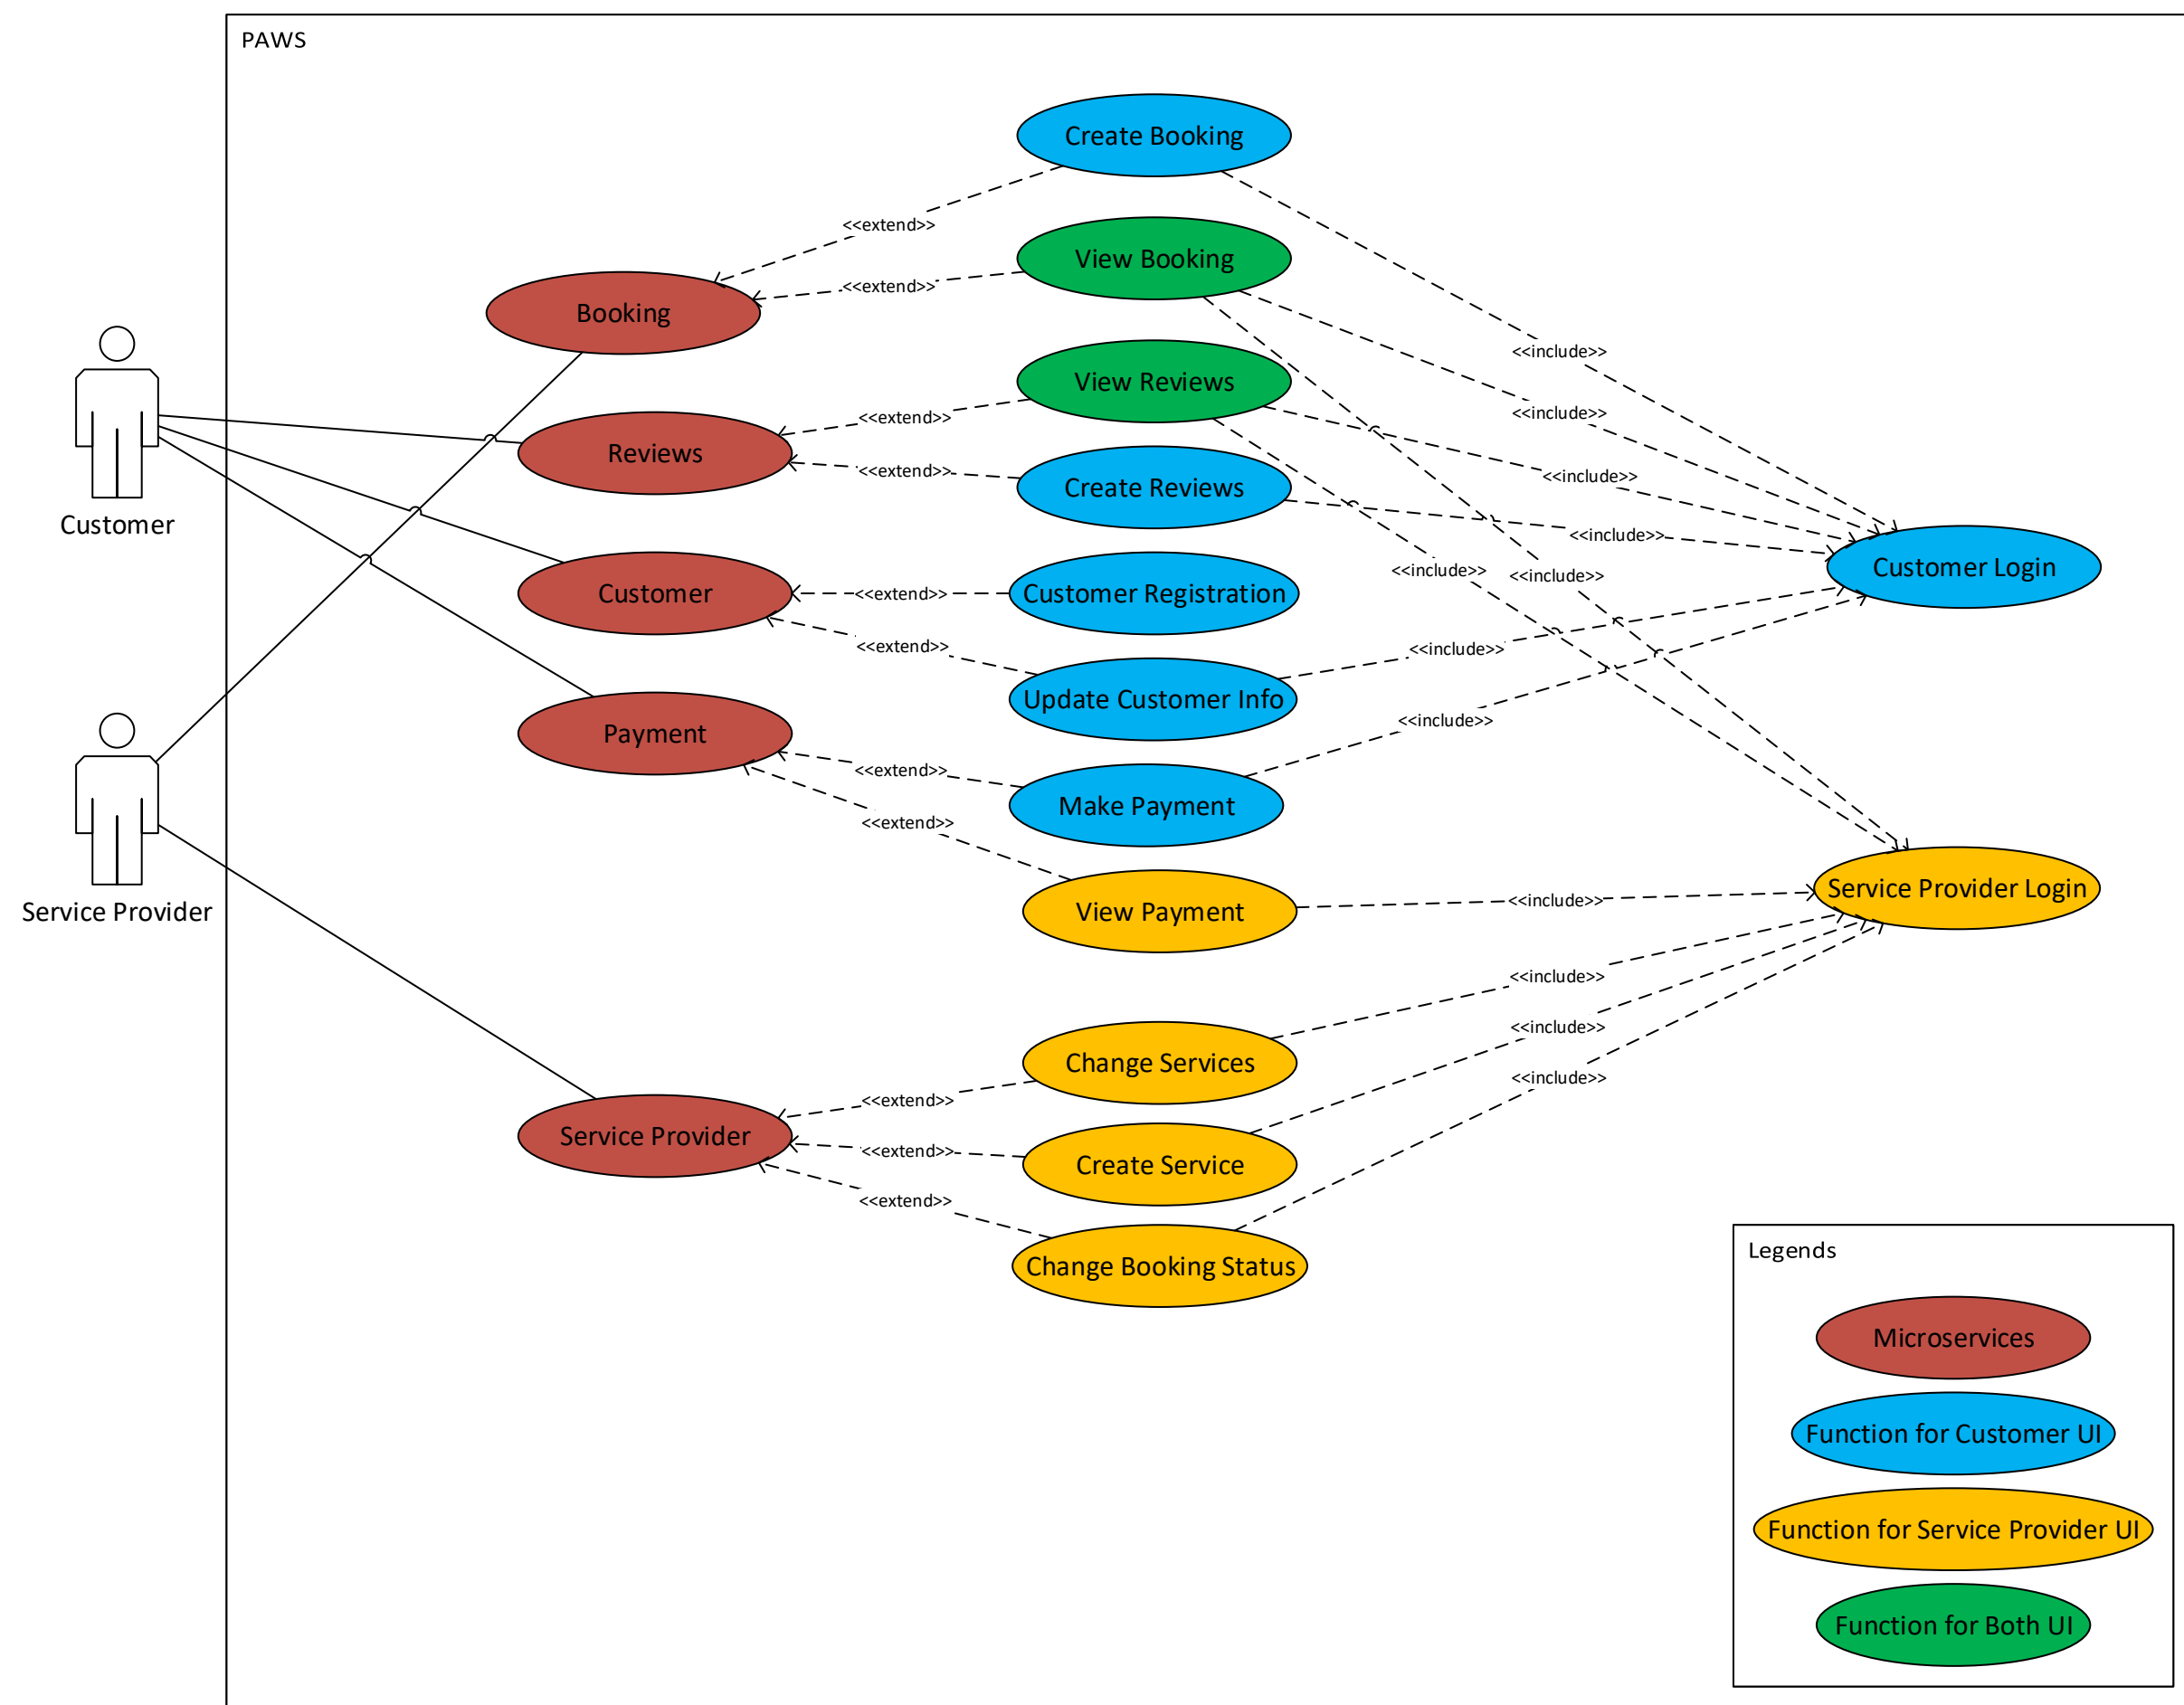 PAWS
Create Booking
<<extend>>
View Booking
<<extend>>
Booking
<<include>>
View Reviews
<<include>>
<<extend>>
Reviews
<<extend>>
Create Reviews
<<include>>
Customer
<<include>>
Customer Login
<<include>>
<<include>>
Customer
<<extend>>
Customer Registration
<<extend>>
<<include>>
Update Customer Info
Payment
<<include>>
<<extend>>
Make Payment
<<extend>>
Service Provider Login
Service Provider
View Payment
<<include>>
<<include>>
<<include>>
Change Services
<<include>>
<<extend>>
Service Provider
<<extend>>
Create Service
<<extend>>
Change Booking Status
Legends
Microservices
Function for Customer UI
Function for Service Provider UI
Function for Both UI